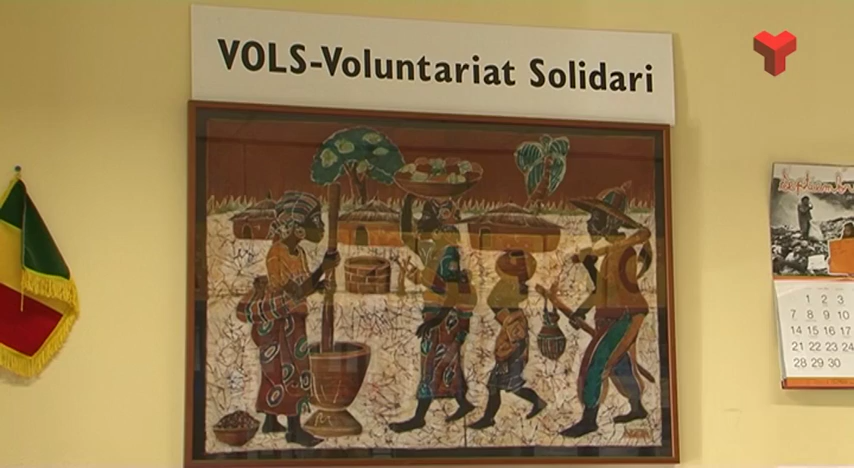 VOLS-Voluntariat Solidari
septiembre
1 2 3
7 8 9 10
14 15 16 17
21 22 23 24
28 29 30